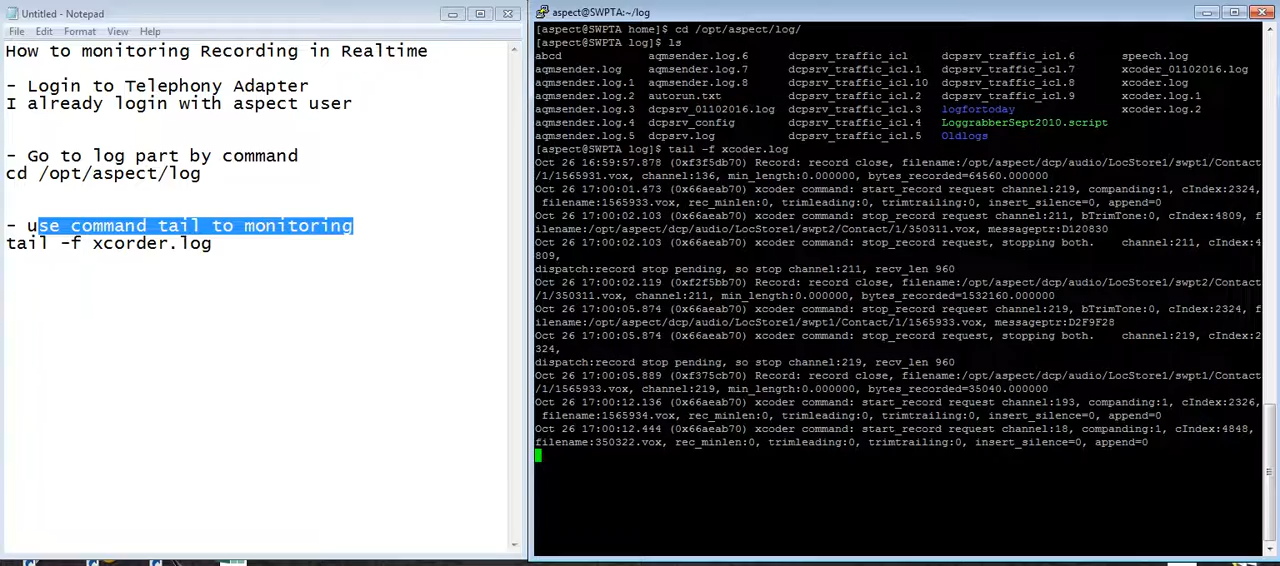 Untitled - Notepad
File Edit Format View Help
How to monitoring Recording in Realtime
- Login to Telephony Adapter
I already login with aspect user
- Go to log part by command
cd /opt/aspect/log
- use command tail to monitoring
tail -f xcorder.log
aspect@SWPTA:~/log
[aspect@SWPTA home]$ cd /opt/aspect/log/
[aspect@SWPTA log]$ ls
abcd aqmsender.log.6 dcpsrv_traffic_icl dcpsrv_traffic_icl.6 speech.log
aqmsender.log aqmsender.log.7 dcpsrv_traffic_icl.1 dcpsrv_traffic_icl.7 xcoder_01102016.log
aqmsender.log.1 aqmsender.log.8 dcpsrv_traffic_icl.10 dcpsrv_traffic_icl.8 xcoder.log
aqmsender.log.2 autorun.txt dcpsrv_traffic_icl.2 dcpsrv_traffic_icl.9 xcoder.log.1
aqmsender.log.3 dcpsrv_01102016.log dcpsrv_traffic_icl.3 logfortoday xcoder.log.2
aqmsender.log.4 dcpsrv_config dcpsrv_traffic_icl.4 LoggrabberSept2010.script
aqmsender.log.5 dcpsrv.log dcpsrv_traffic_icl.5 Oldlogs
[aspect@SWPTA log]$ tail -f xcoder.log
Oct 26 16:59:57.878 (0xf3f5db70) Record: record close, filename:/opt/aspect/dcp/audio/LocStore1/swpt1/Contact
/1/1565931.vox, channel:136, min_length:0.000000, bytes_recorded=64560.000000
Oct 26 17:00:01.473 (0x66aeab70) xcoder command: start_record request channel:219, companding:1, cIndex:2324,
filename:1565933.vox, rec_minlen:0, trimleading:0, trimtrailing:0, insert_silence=0, append=0
Oct 26 17:00:02.103 (0x66aeab70) xcoder command: stop_record request channel:211, bTrimTone:0, cIndex:4809, f
ilename:/opt/aspect/dcp/audio/LocStore1/swpt2/Contact/1/350311.vox, messageptr:D120830
Oct 26 17:00:02.103 (0x66aeab70) xcoder command: stop_record request, stopping both. channel:211, cIndex:4
809,
dispatch:record stop pending, so stop channel:211, recv_len 960
Oct 26 17:00:02.119 (0xf2f5bb70) Record: record close, filename:/opt/aspect/dcp/audio/LocStore1/swpt2/Contact
/1/350311.vox, channel:211, min_length:0.000000, bytes_recorded=1532160.000000
Oct 26 17:00:05.874 (0x66aeab70) xcoder command: stop_record request channel:219, bTrimTone:0, cIndex:2324, f
ilename:/opt/aspect/dcp/audio/LocStore1/swpt1/Contact/1/1565933.vox, messageptr:D2F9F28
Oct 26 17:00:05.874 (0x66aeab70) xcoder command: stop_record request, stopping both. channel:219, cIndex:2
324,
dispatch:record stop pending, so stop channel:219, recv_len 960
Oct 26 17:00:05.889 (0xf375cb70) Record: record close, filename:/opt/aspect/dcp/audio/LocStore1/swpt1/Contact
/1/1565933.vox, channel:219, min_length:0.000000, bytes_recorded=35040.000000
Oct 26 17:00:12.136 (0x66aeab70) xcoder command: start_record request channel:193, companding:1, cIndex:2326,
filename:1565934.vox, rec_minlen:0, trimleading:0, trimtrailing:0, insert_silence=0, append=0
Oct 26 17:00:12.444 (0x66aeab70) xcoder command: start_record request channel:18, companding:1, cIndex:4848,
filename:350322.vox, rec_minlen:0, trimleading:0, trimtrailing:0, insert_silence=0, append=0